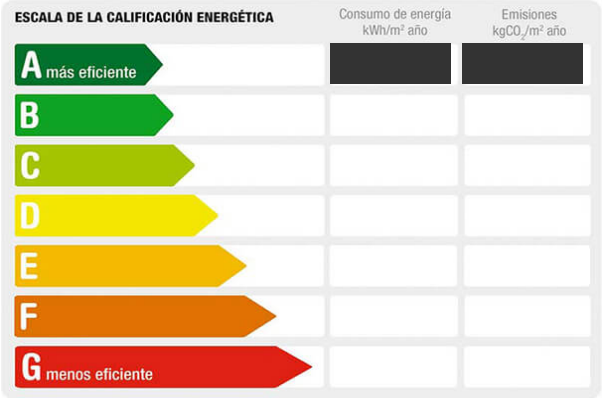 ESCALA DE LA CALIFICACIÓN ENERGÉTICA
Consumo de energía
kWh/m² año
Emisiones
kgCO₂/m² año
A más eficiente
B
C
D
E
F
G menos eficiente